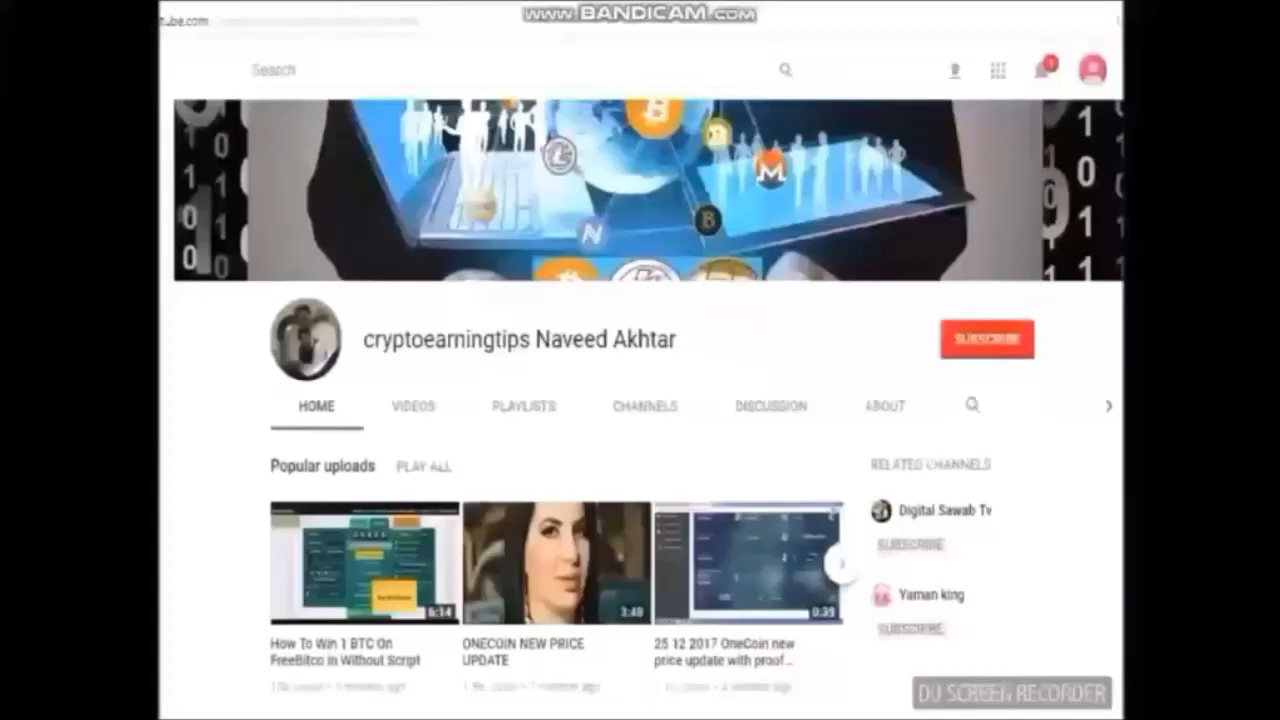 www.BANDICAM.com
Search
cryptoearningtips Naveed Akhtar
SUBSCRIBE
HOME VIDEOS PLAYLISTS CHANNELS DISCUSSION ABOUT
Popular uploads PLAY ALL
RELATED CHANNELS
Digital Sawab Tv
SUBSCRIBE
Yaman king
SUBSCRIBE
6:14
3:40
0:39
How To Win 1 BTC On
FreeBitco in Without Script
ONECOIN NEW PRICE
UPDATE
25 12 2017 OneCoin new
price update with proof...
DU SCREEN RECORDER